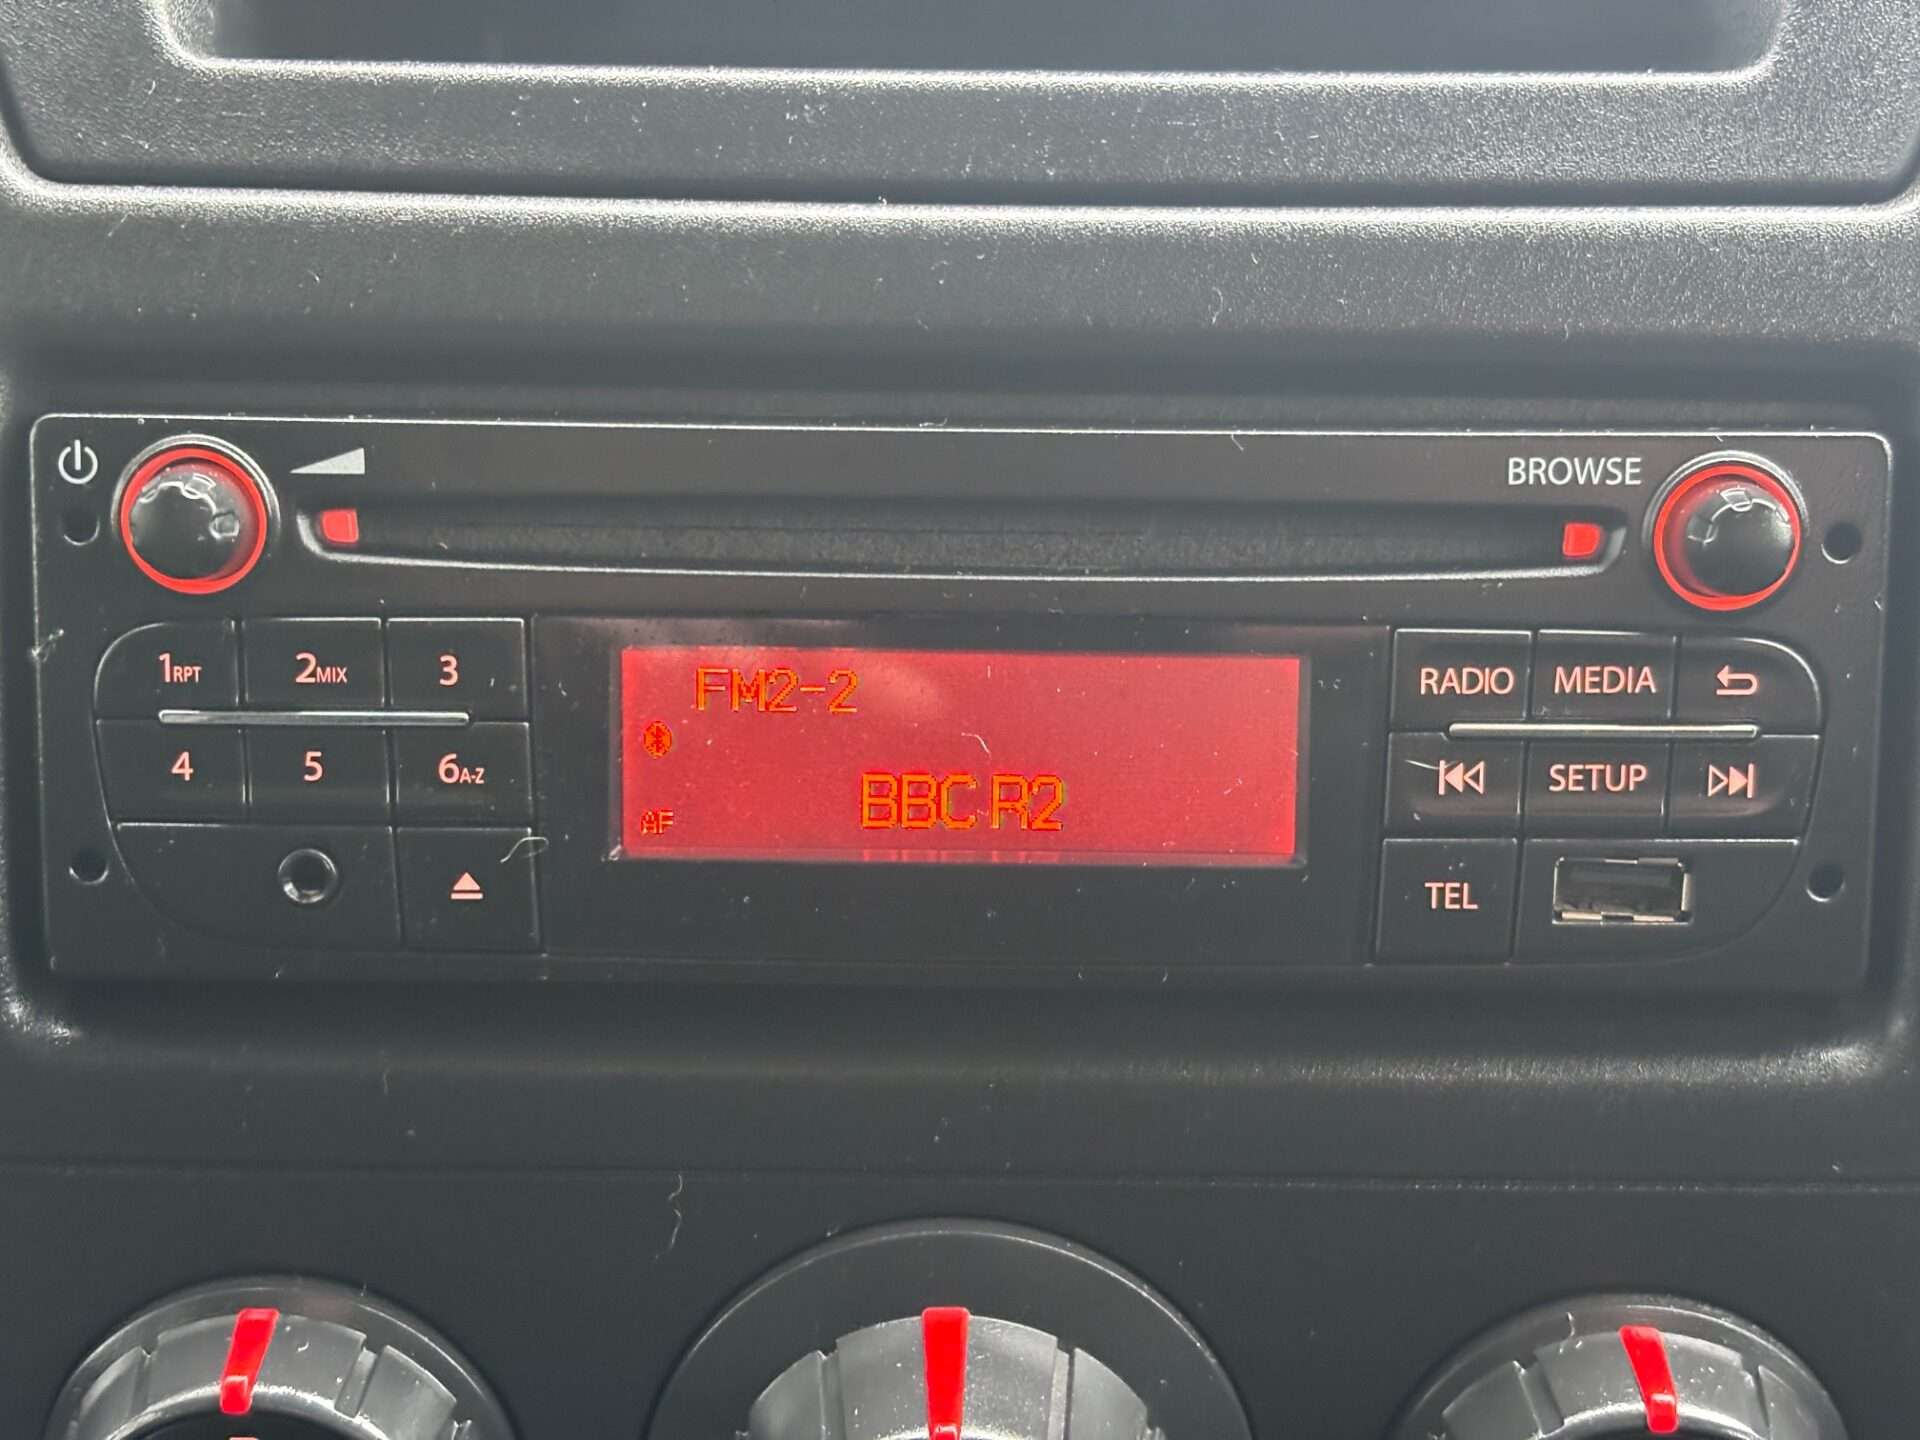 BROWSE
1RPT 2MIX 3
4 5 6A-Z
FM2-2
BBC R2
AF
RADIO MEDIA
SETUP
TEL